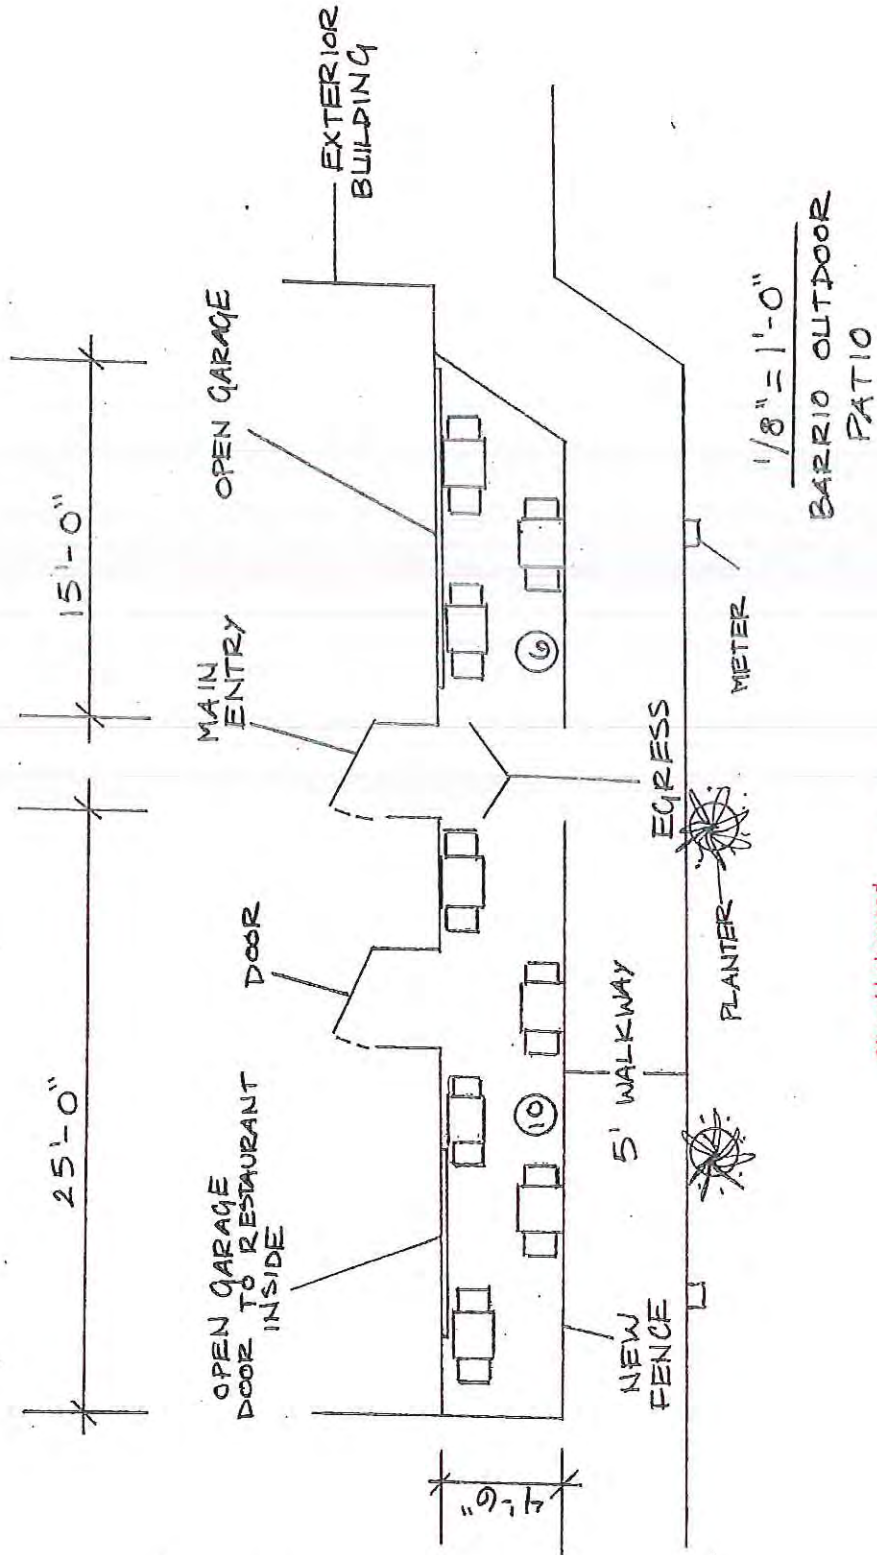 25'-0"
15'-0"
OPEN GARAGE
DOOR TO RESTAURANT
INSIDE
DOOR
MAIN
ENTRY
OPEN GARAGE
EXTERIOR
BUILDING
4'-6"
10
6
NEW
FENCE
5' WALKWAY
EGRESS
PLANTER
METER
1/8" = 1'-0"
BARRIO OUTDOOR
PATIO